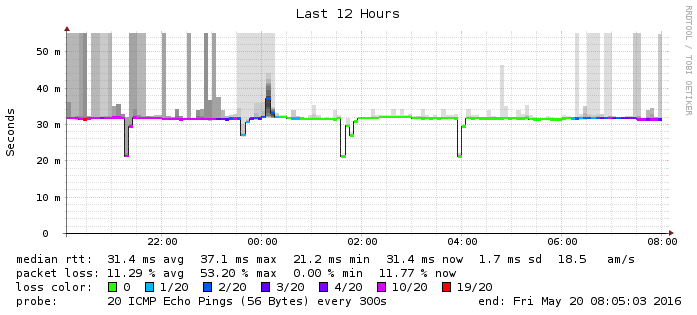 Last 12 Hours
RRDTOOL / TOBI OETIKER
Seconds
50 m
40 m
30 m
20 m
10 m
0
22:00 00:00 02:00 04:00 06:00 08:00
median rtt: 31.4 ms avg 37.1 ms max 21.2 ms min 31.4 ms now 1.7 ms sd 18.5 am/s
packet loss: 11.29 % avg 53.20 % max 0.00 % min 11.77 % now
loss color: 0 1/20 2/20 3/20 4/20 10/20 19/20
probe: 20 ICMP Echo Pings (56 Bytes) every 300s end: Fri May 20 08:05:03 2016